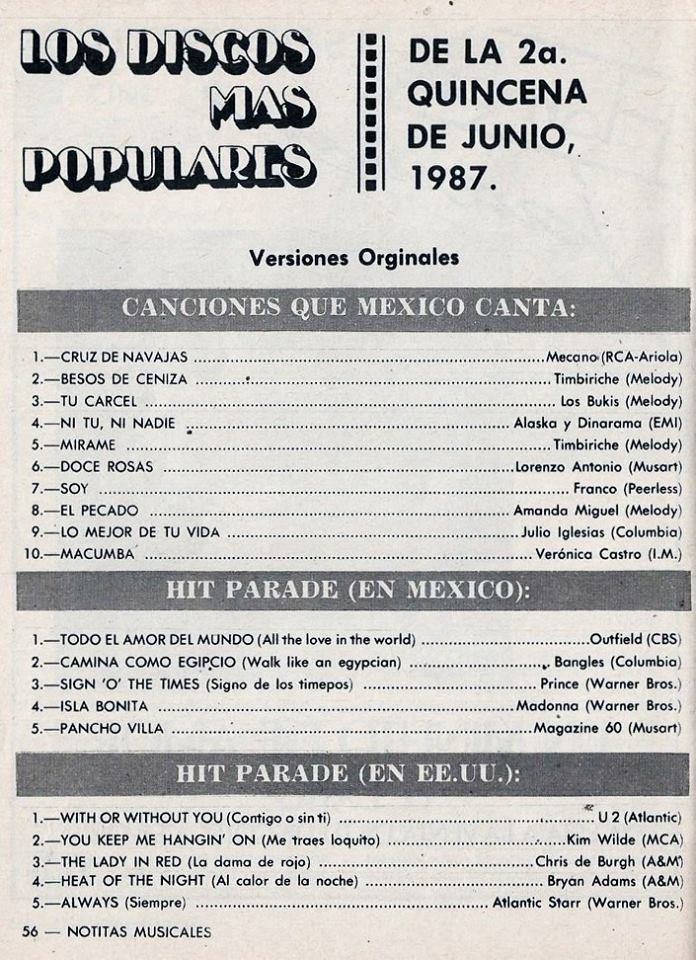 LOS DISCOS
MAS
POPULARES
DE LA 2a.
QUINCENA
DE JUNIO,
1987.
Versiones Orginales
CANCIONES QUE MEXICO CANTA:
1.—CRUZ DE NAVAJAS ..... Mecano (RCA-Ariola)
2.—BESOS DE CENIZA ..... Timbiriche (Melody)
3.—TU CARCEL ..... Los Bukis (Melody)
4.—NI TU, NI NADIE ..... Alaska y Dinarama (EMI)
5.—MIRAME ..... Timbiriche (Melody)
6.—DOCE ROSAS ..... Lorenzo Antonio (Musart)
7.—SOY ..... Franco (Peerless)
8.—EL PECADO ..... Amanda Miguel (Melody)
9.—LO MEJOR DE TU VIDA ..... Julio Iglesias (Columbia)
10.—MACUMBA ..... Verónica Castro (I.M.)
HIT PARADE (EN MEXICO):
1.—TODO EL AMOR DEL MUNDO (All the love in the world) ..... Outfield (CBS)
2.—CAMINA COMO EGIPCIO (Walk like an egypcian) ..... Bangles (Columbia)
3.—SIGN 'O' THE TIMES (Signo de los timepos) ..... Prince (Warner Bros.)
4.—ISLA BONITA ..... Madonna (Warner Bros.)
5.—PANCHO VILLA ..... Magazine 60 (Musart)
HIT PARADE (EN EE.UU.):
1.—WITH OR WITHOUT YOU (Contigo o sin ti) ..... U 2 (Atlantic)
2.—YOU KEEP ME HANGIN' ON (Me traes loquito) ..... Kim Wilde (MCA)
3.—THE LADY IN RED (La dama de rojo) ..... Chris de Burgh (A&M)
4.—HEAT OF THE NIGHT (Al calor de la noche) ..... Bryan Adams (A&M)
5.—ALWAYS (Siempre) ..... Atlantic Starr (Warner Bros.)
56 — NOTITAS MUSICALES